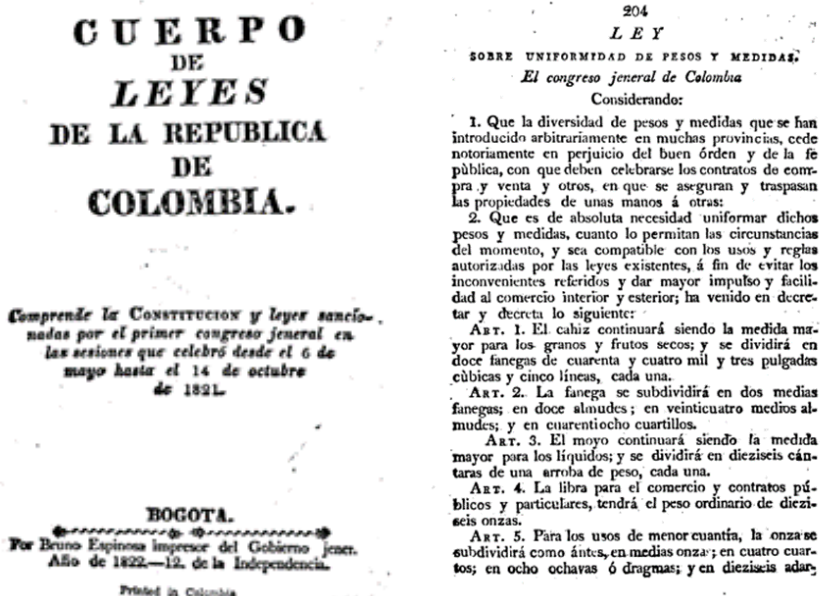 CUERPO
DE
LEYES
DE LA REPUBLICA
DE
COLOMBIA.
Comprende la CONSTITUCION y leyes sancio-
nadas por el primer congreso jeneral en
las sesiones que celebró desde el 6 de
mayo hasta el 14 de octubre
de 1821.
BOGOTA.
Por Bruno Espinosa impresor del Gobierno jener.
Año de 1822.—12. de la Independencia.
Printed in Colombia
204
LEY
SOBRE UNIFORMIDAD DE PESOS Y MEDIDAS.
El congreso jeneral de Colombia
Considerando:
1. Que la diversidad de pesos y medidas que se han
introducido arbitrariamente en muchas provincias, cede
notoriamente en perjuicio del buen órden y de la fe
pùblica, con que deben celebrarse los contratos de com-
pra y venta y otros, en que se aseguran y traspasan
las propiedades de unas manos á otras:
2. Que es de absoluta necesidad uniformar dichos
pesos y medidas, cuanto lo permitan las circunstancias
del momento, y sea compatible con los usos y reglas
autorizadas por las leyes existentes, á fin de evitar los
inconvenientes referidos y dar mayor impulso y facili-
dad al comercio interior y esterior; ha venido en decre-
tar y decreta lo siguiente:
ART. 1. El cahiz continuará siendo la medida ma-
yor para los granos y frutos secos; y se dividirá en
doce fanegas de cuarenta y cuatro mil y tres pulgadas
cùbicas y cinco líneas, cada una.
ART. 2. La fanega se subdividirá en dos medias
fanegas; en doce almudes; en veinticuatro medios al-
mudes; y en cuarentiocho cuartillos.
ART. 3. El moyo continuará siendo la medida
mayor para los líquidos; y se dividirá en dieziseis cán-
taras de una arroba de peso, cada una.
ART. 4. La libra para el comercio y contratos pú-
blicos y particulares, tendrá el peso ordinario de diezi-
seis onzas.
ART. 5. Para los usos de menor cuantía, la onza se
subdividirá como ántes, en medias onzas; en cuatro cuar-
tos; en ocho ochavas ó dragmas; y en dieziseis adar-